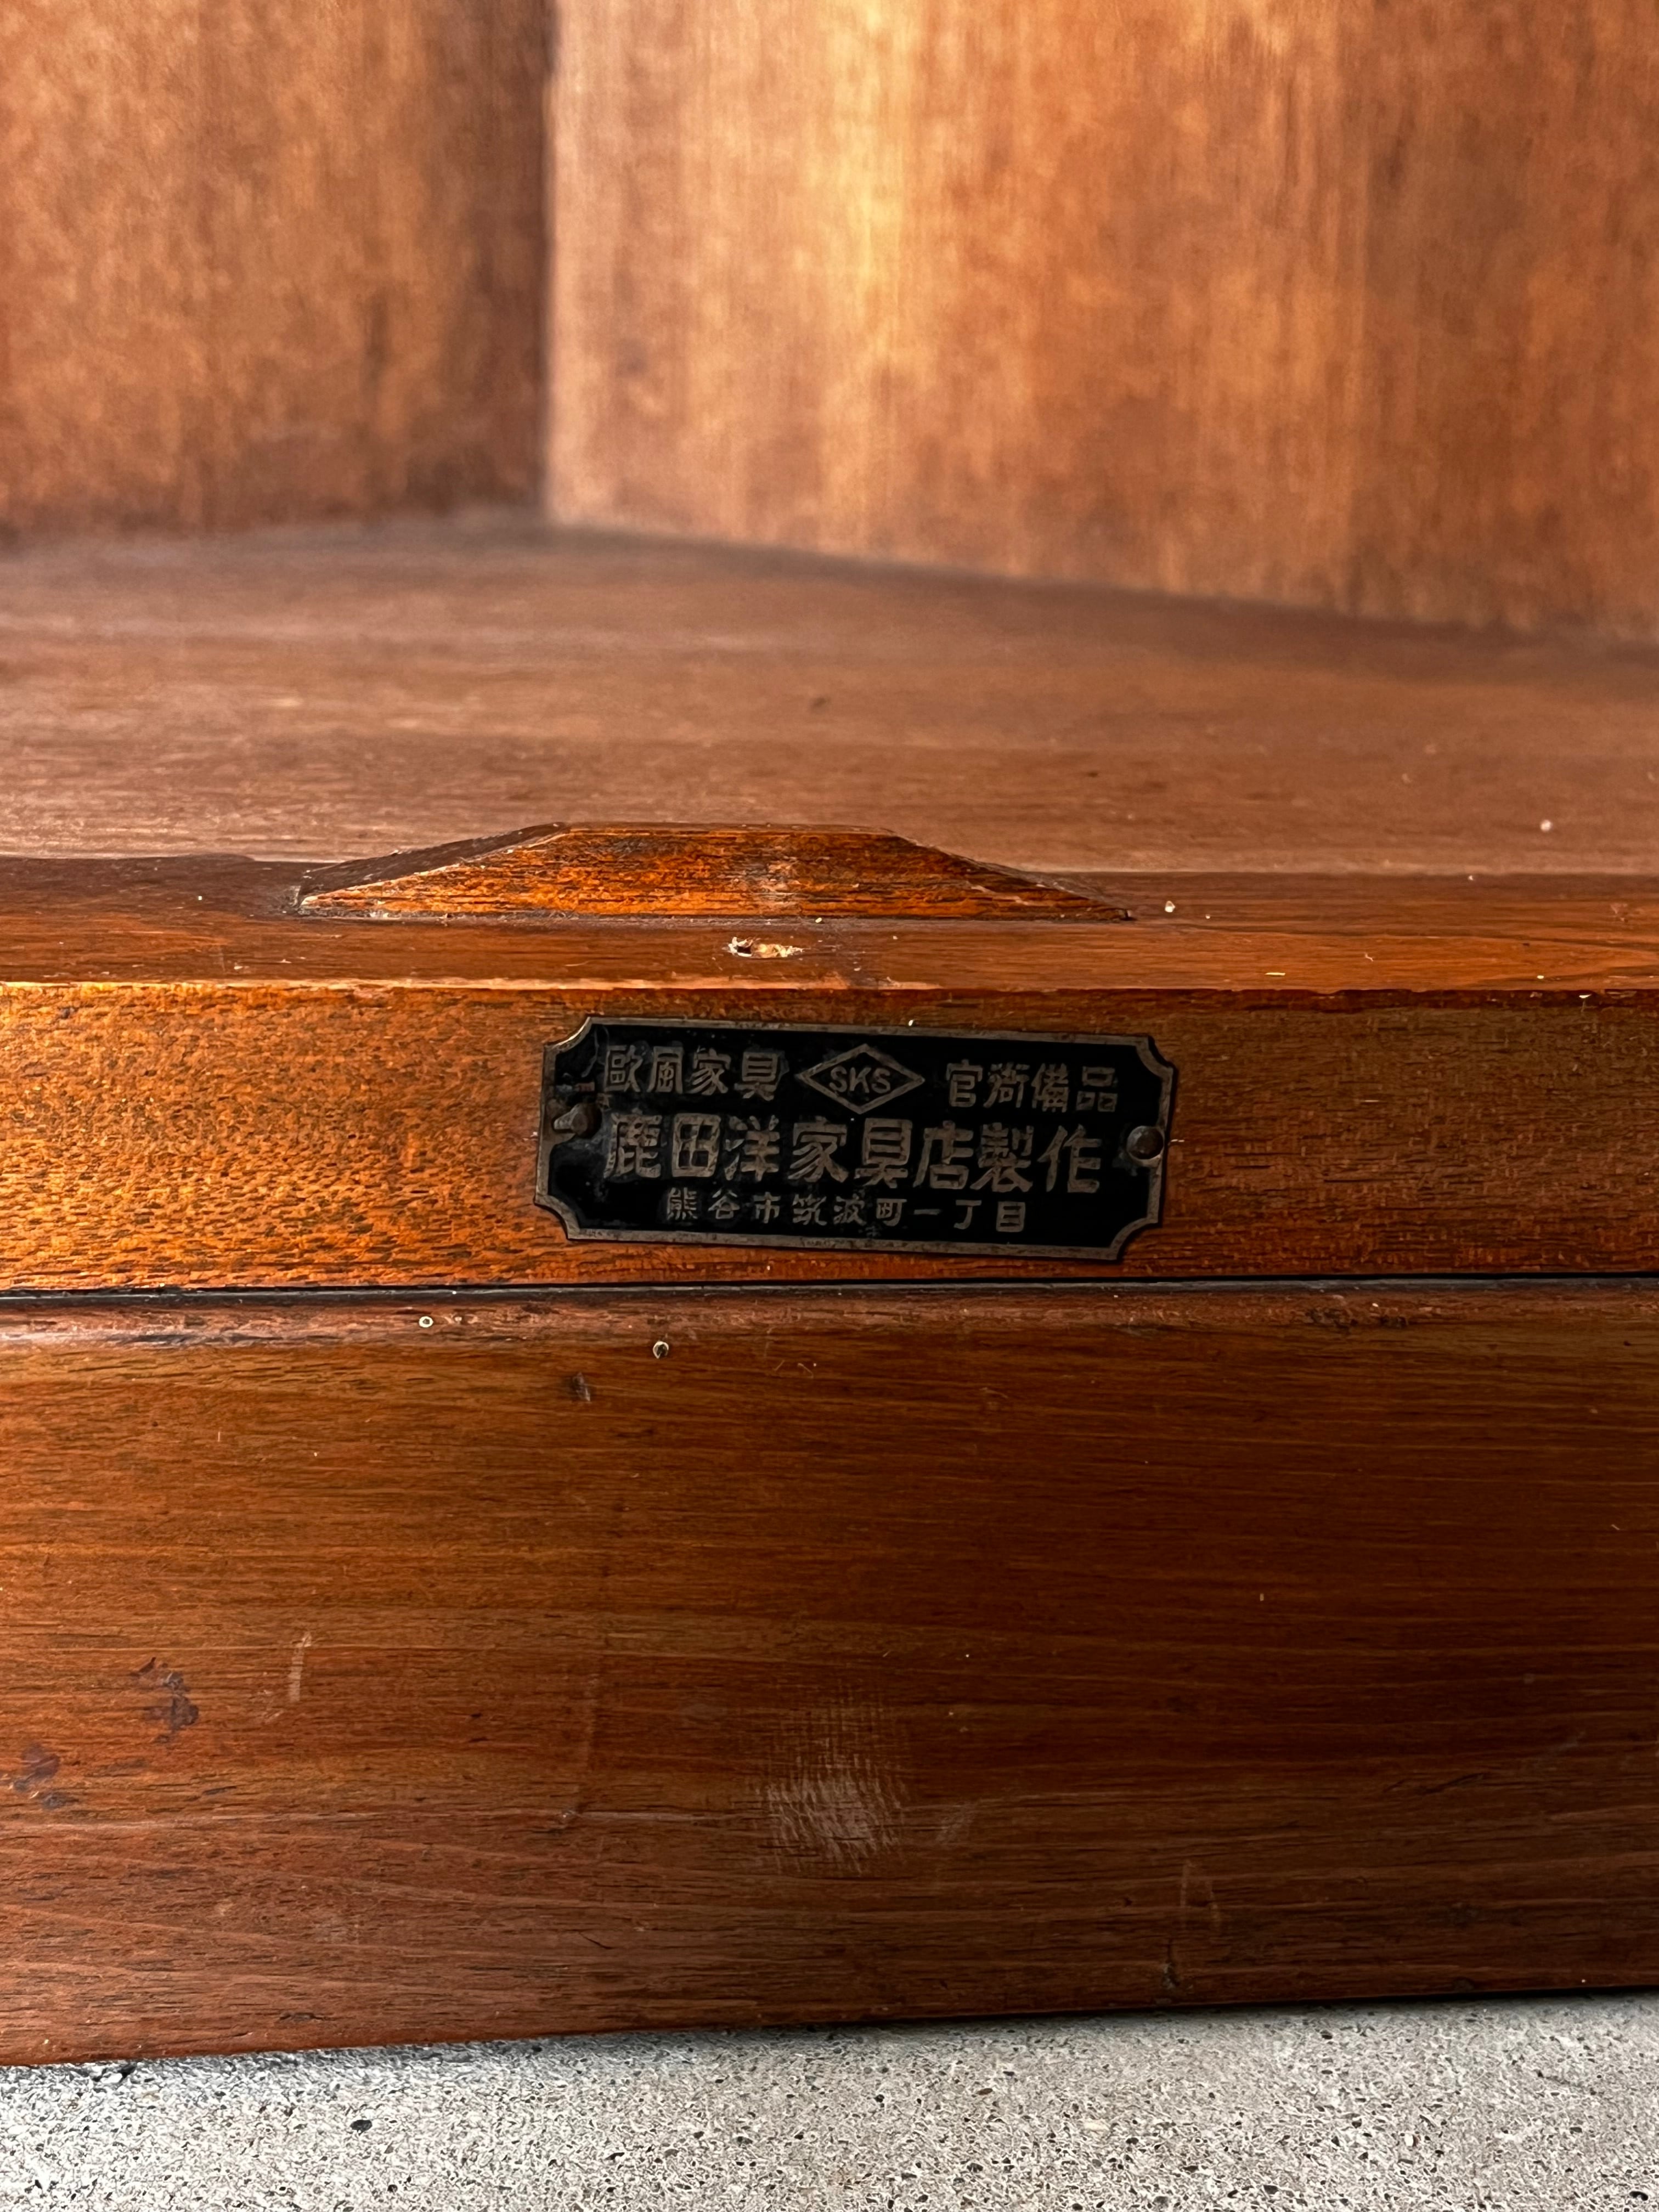 歐風家具 SKS 官衙備品
鹿田洋家具店製作
熊谷市筑波町一丁目